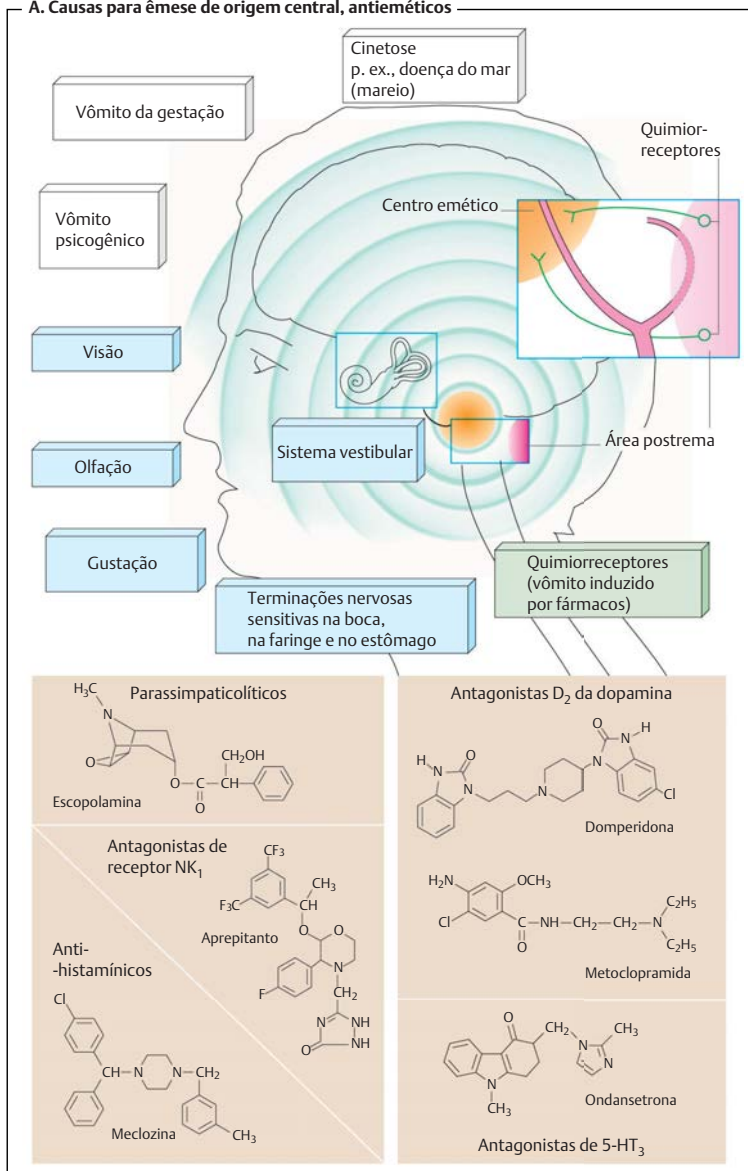 A. Causas para êmese de origem central, antieméticos
Cinetose
p. ex., doença do mar
(mareio)
Vômito da gestação
Quimior-
receptores
Vômito
psicogênico
Centro emético
Visão
Sistema vestibular
Área postrema
Olfação
Gustação
Quimiorreceptores
(vômito induzido
por fármacos)
Terminações nervosas
sensitivas na boca,
na faringe e no estômago
Parassimpaticolíticos
H₃C
N
O
CH₂OH
O—C—CH
O
Escopolamina
Antagonistas de
receptor NK₁
CF₃
F₃C
CH₃
CH
O
O
Aprepitanto
N
F
CH₂
N
NH
NH
O
Anti-
-histamínicos
Cl
CH—N
N—CH₂
CH₃
Meclozina
Antagonistas D₂ da dopamina
H
N
O
N
N
O
N
H
N
Cl
Domperidona
H₂N
OCH₃
Cl
C—NH—CH₂—CH₂—N
O
C₂H₅
C₂H₅
Metoclopramida
O
CH₂
N
CH₃
N
N
CH₃
Ondansetrona
Antagonistas de 5-HT₃